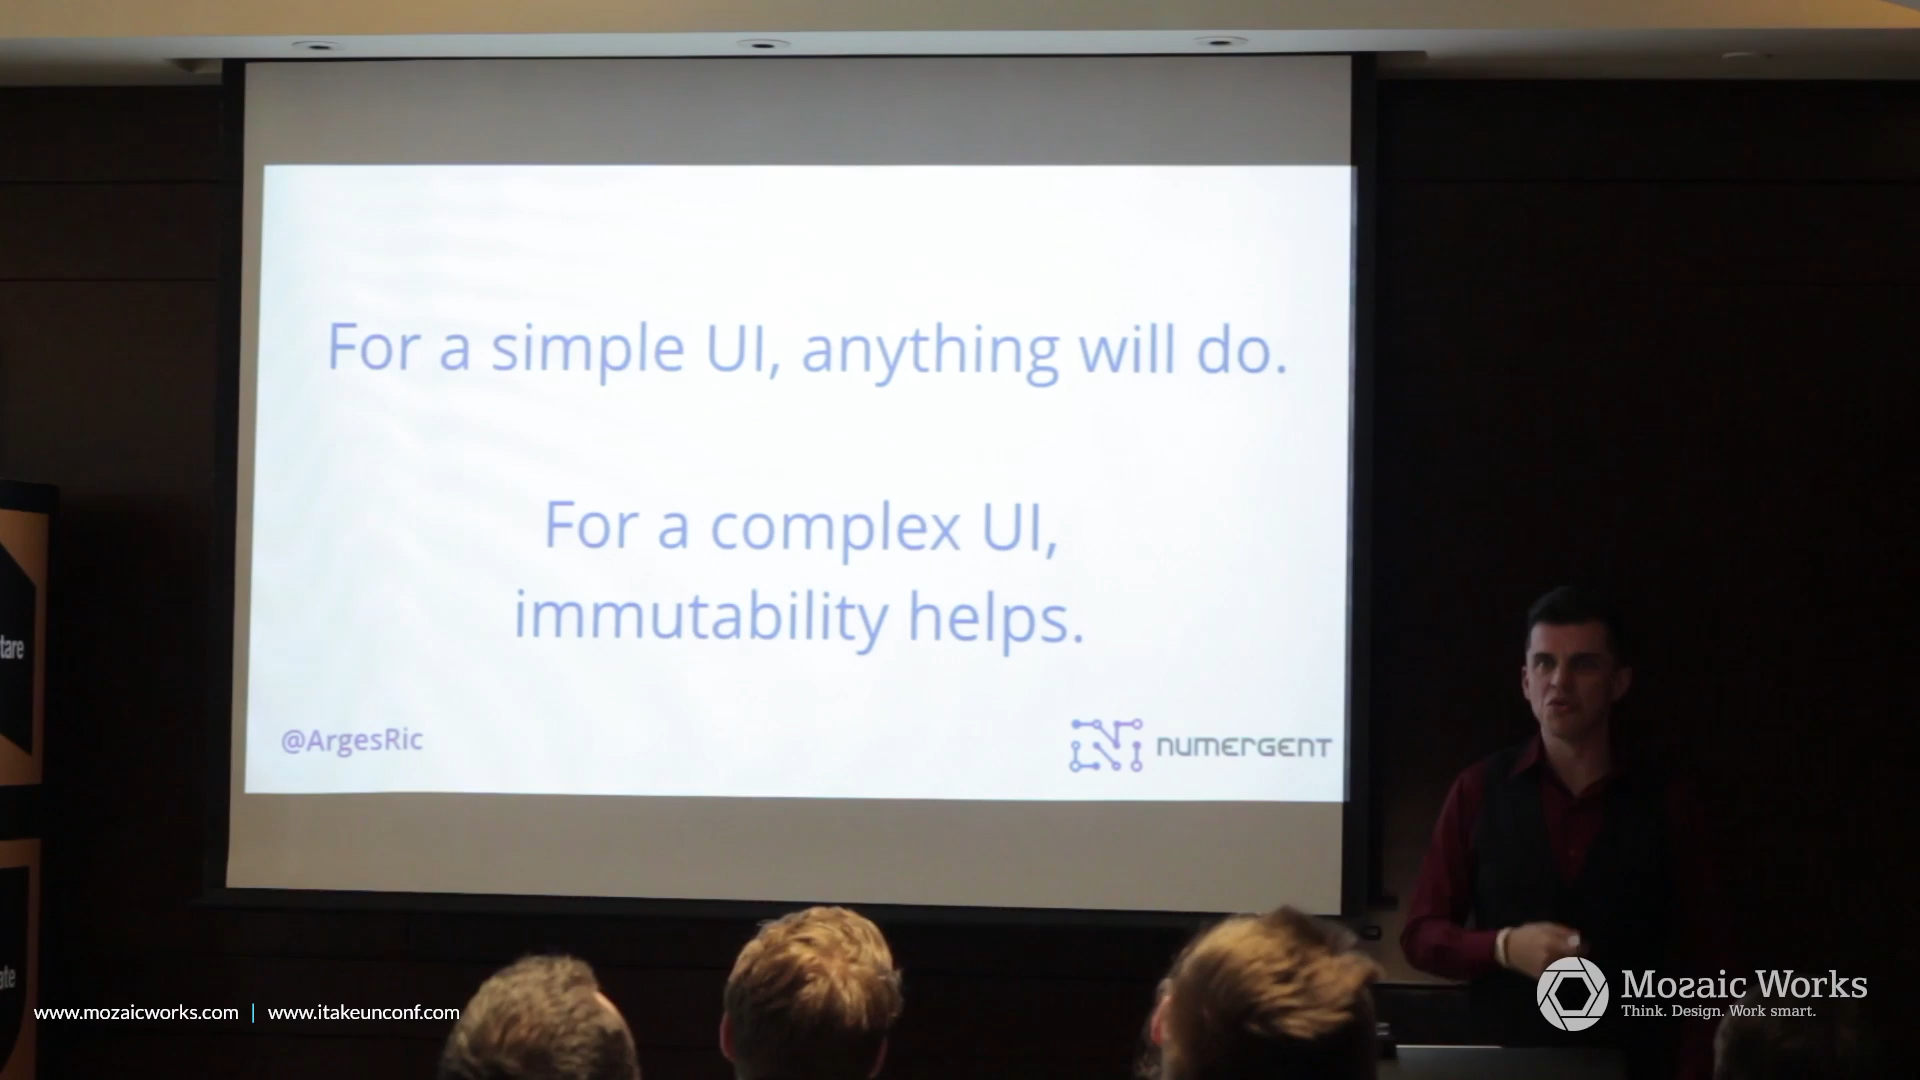 For a simple UI, anything will do.
For a complex UI,
immutability helps.
@ArgesRic
NUMERGENT
tare
www.mozaicworks.com | www.itakeunconf.com
Mozaic Works
Think. Design. Work smart.